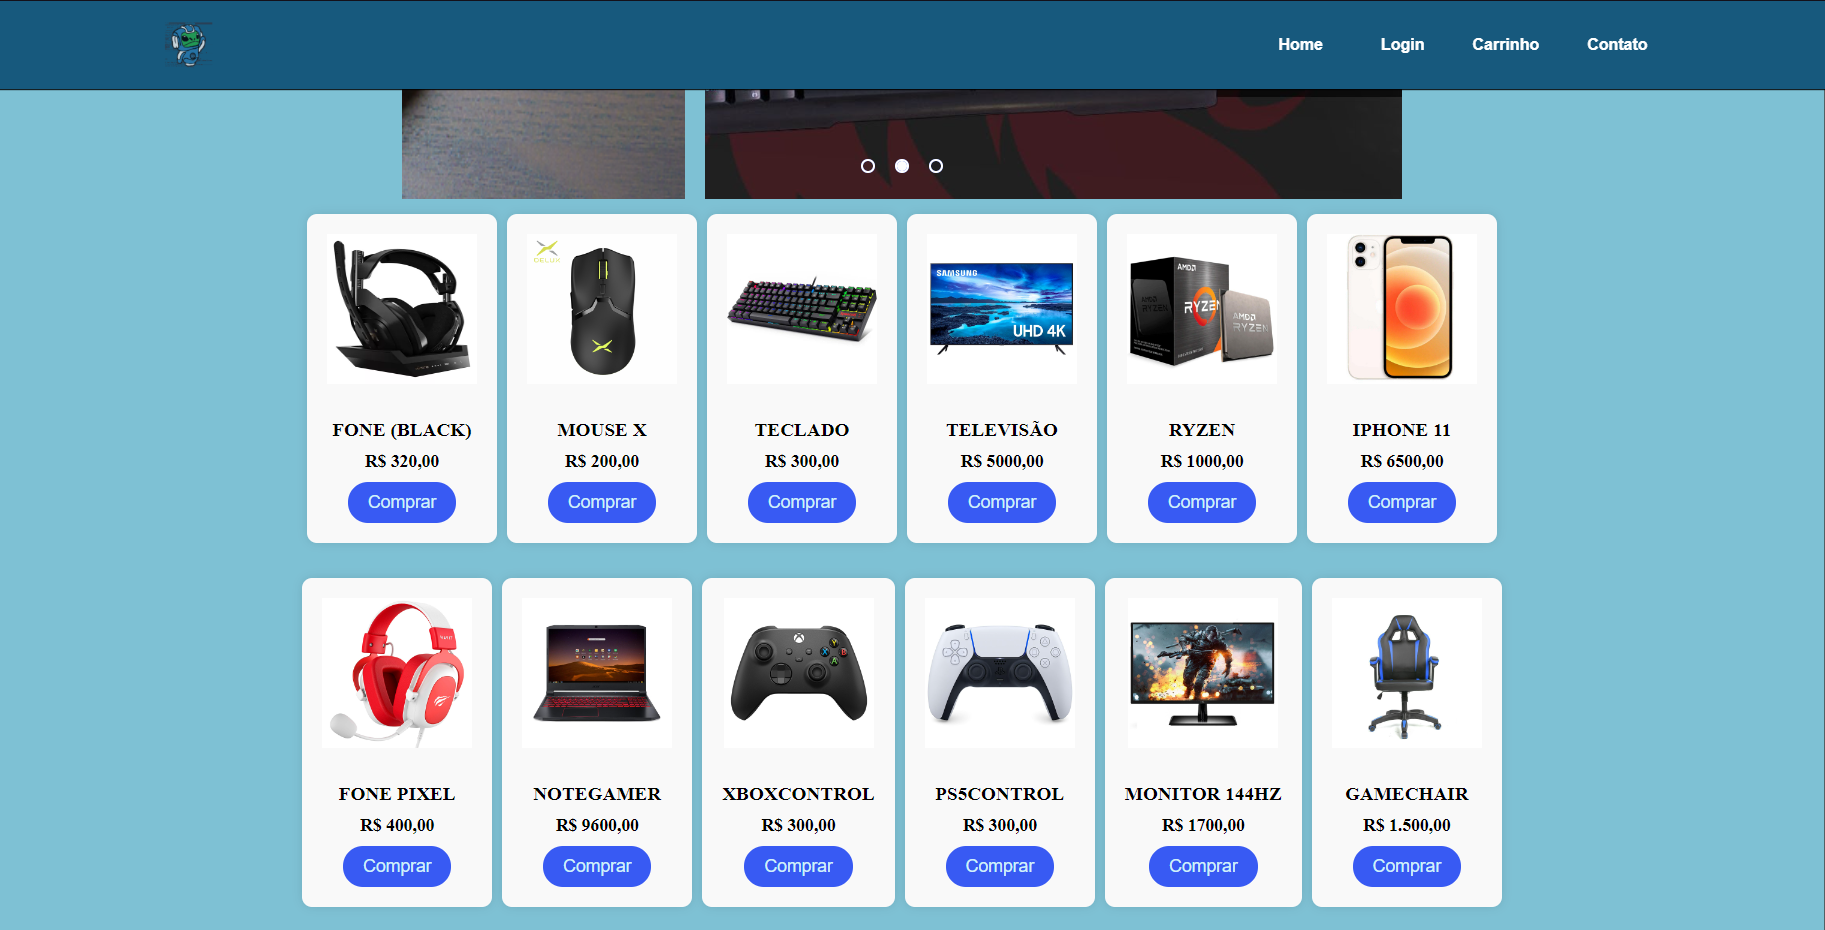 Home Login Carrinho Contato
DELUX
SAMSUNG
UHD 4K
AMD
RYZEN
AMD
RYZEN
FONE (BLACK) MOUSE X TECLADO TELEVISÃO RYZEN IPHONE 11
R$ 320,00 R$ 200,00 R$ 300,00 R$ 5000,00 R$ 1000,00 R$ 6500,00
Comprar Comprar Comprar Comprar Comprar Comprar
FONE PIXEL NOTEGAMER XBOXCONTROL PS5CONTROL MONITOR 144HZ GAMECHAIR
R$ 400,00 R$ 9600,00 R$ 300,00 R$ 300,00 R$ 1700,00 R$ 1.500,00
Comprar Comprar Comprar Comprar Comprar Comprar